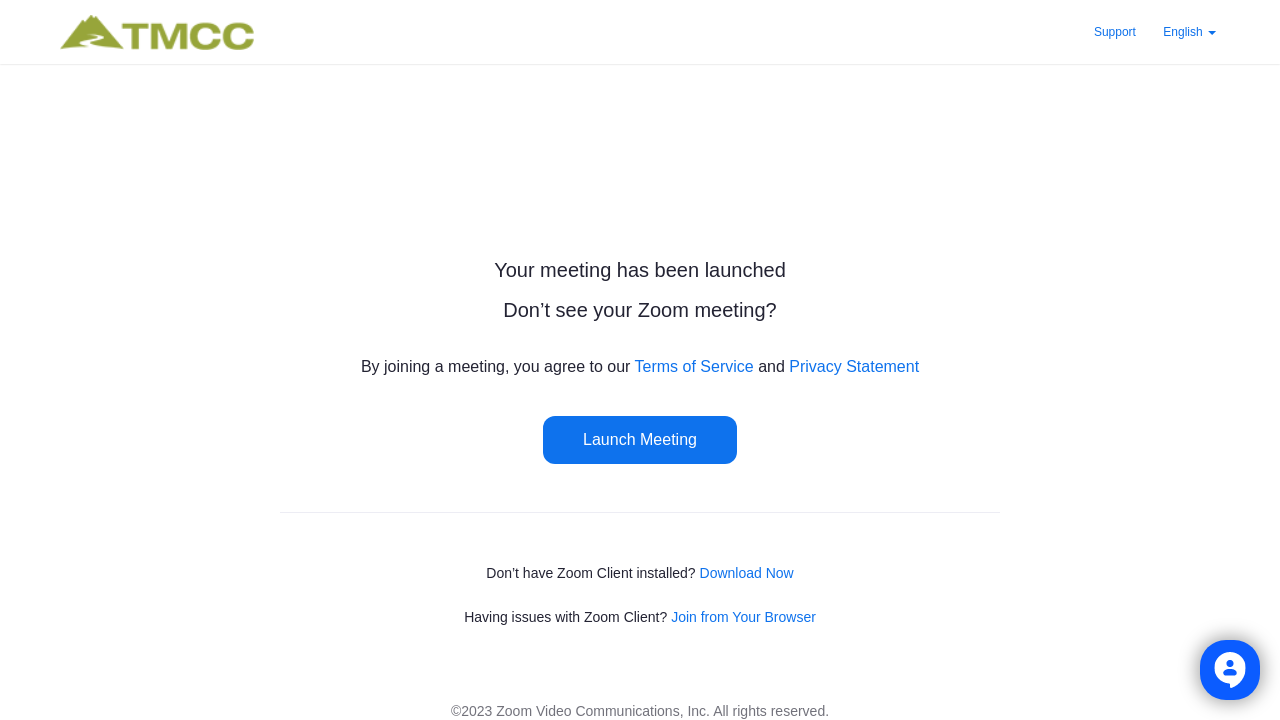 TMCC
Support
English
Your meeting has been launched
Don’t see your Zoom meeting?
By joining a meeting, you agree to our Terms of Service and Privacy Statement
Launch Meeting
Don’t have Zoom Client installed? Download Now
Having issues with Zoom Client? Join from Your Browser
©2023 Zoom Video Communications, Inc. All rights reserved.